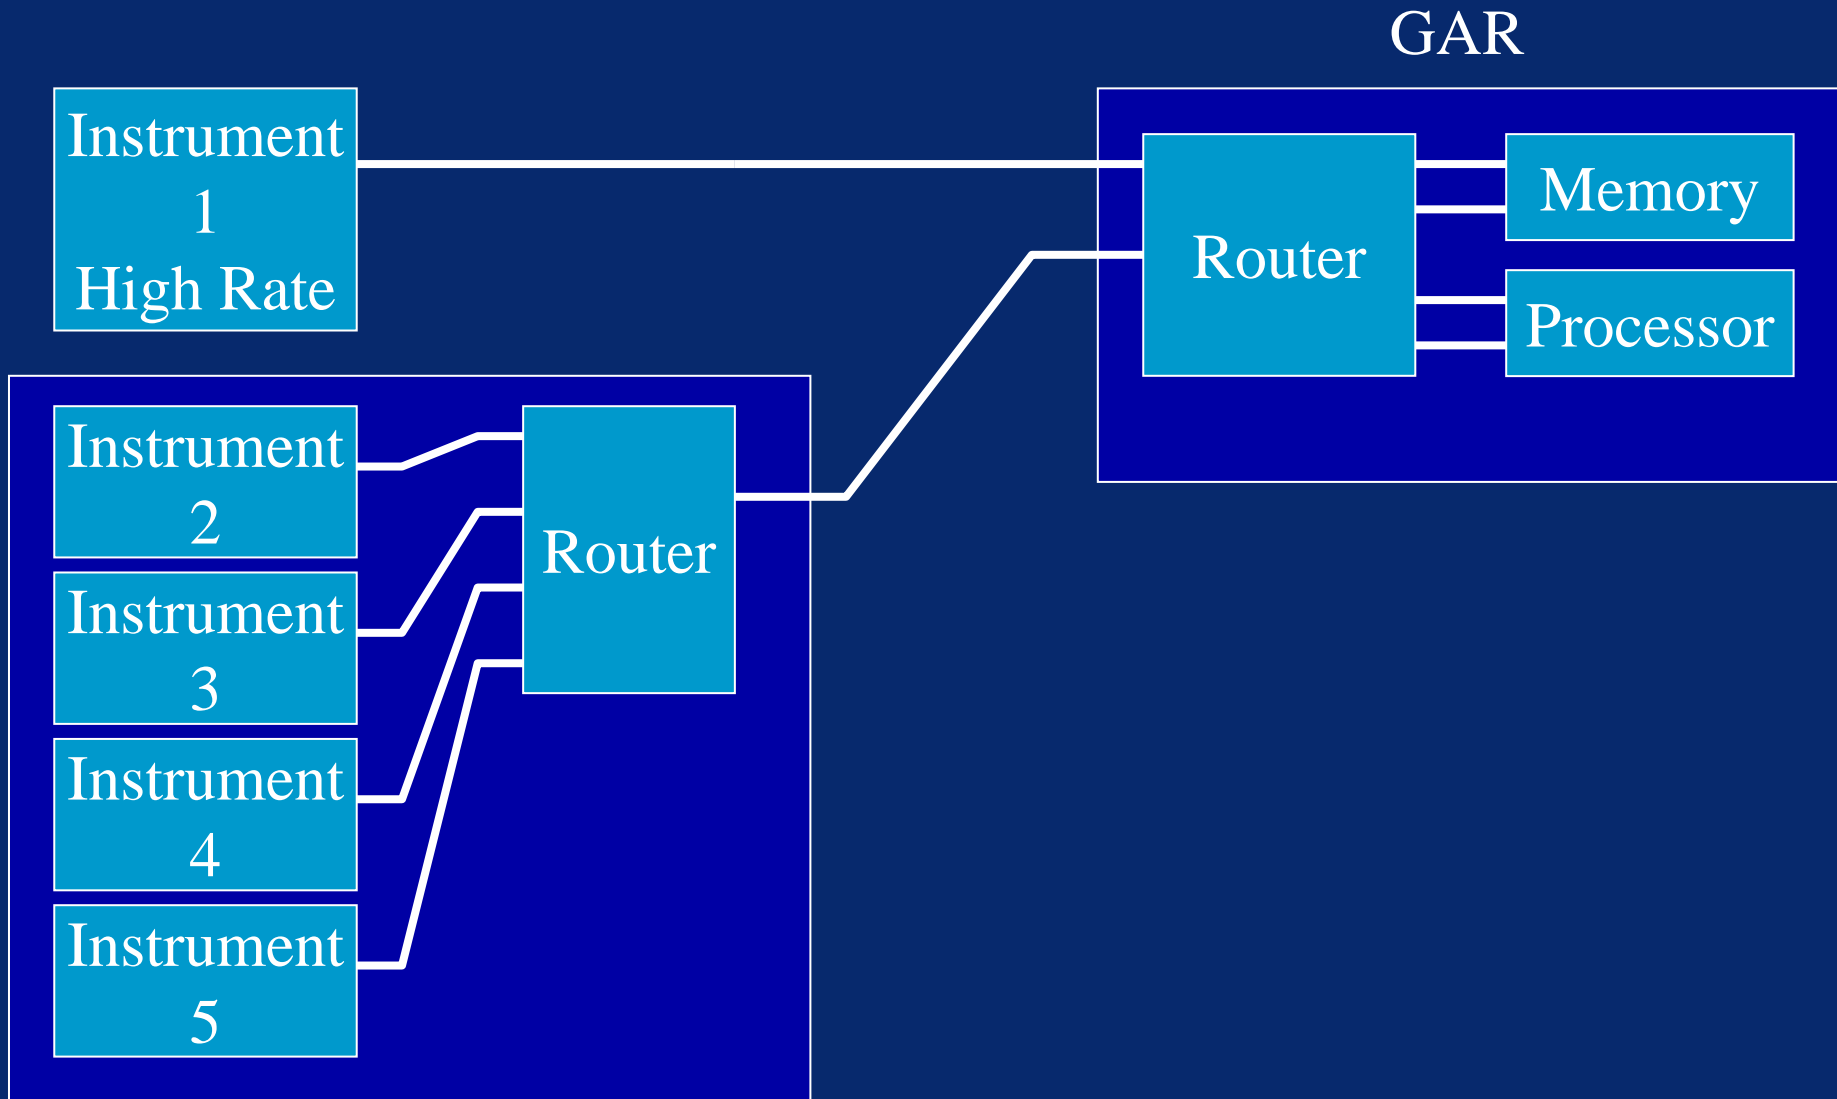 GAR
Instrument
1
High Rate
Router
Memory
Processor
Instrument
2
Instrument
3
Instrument
4
Instrument
5
Router